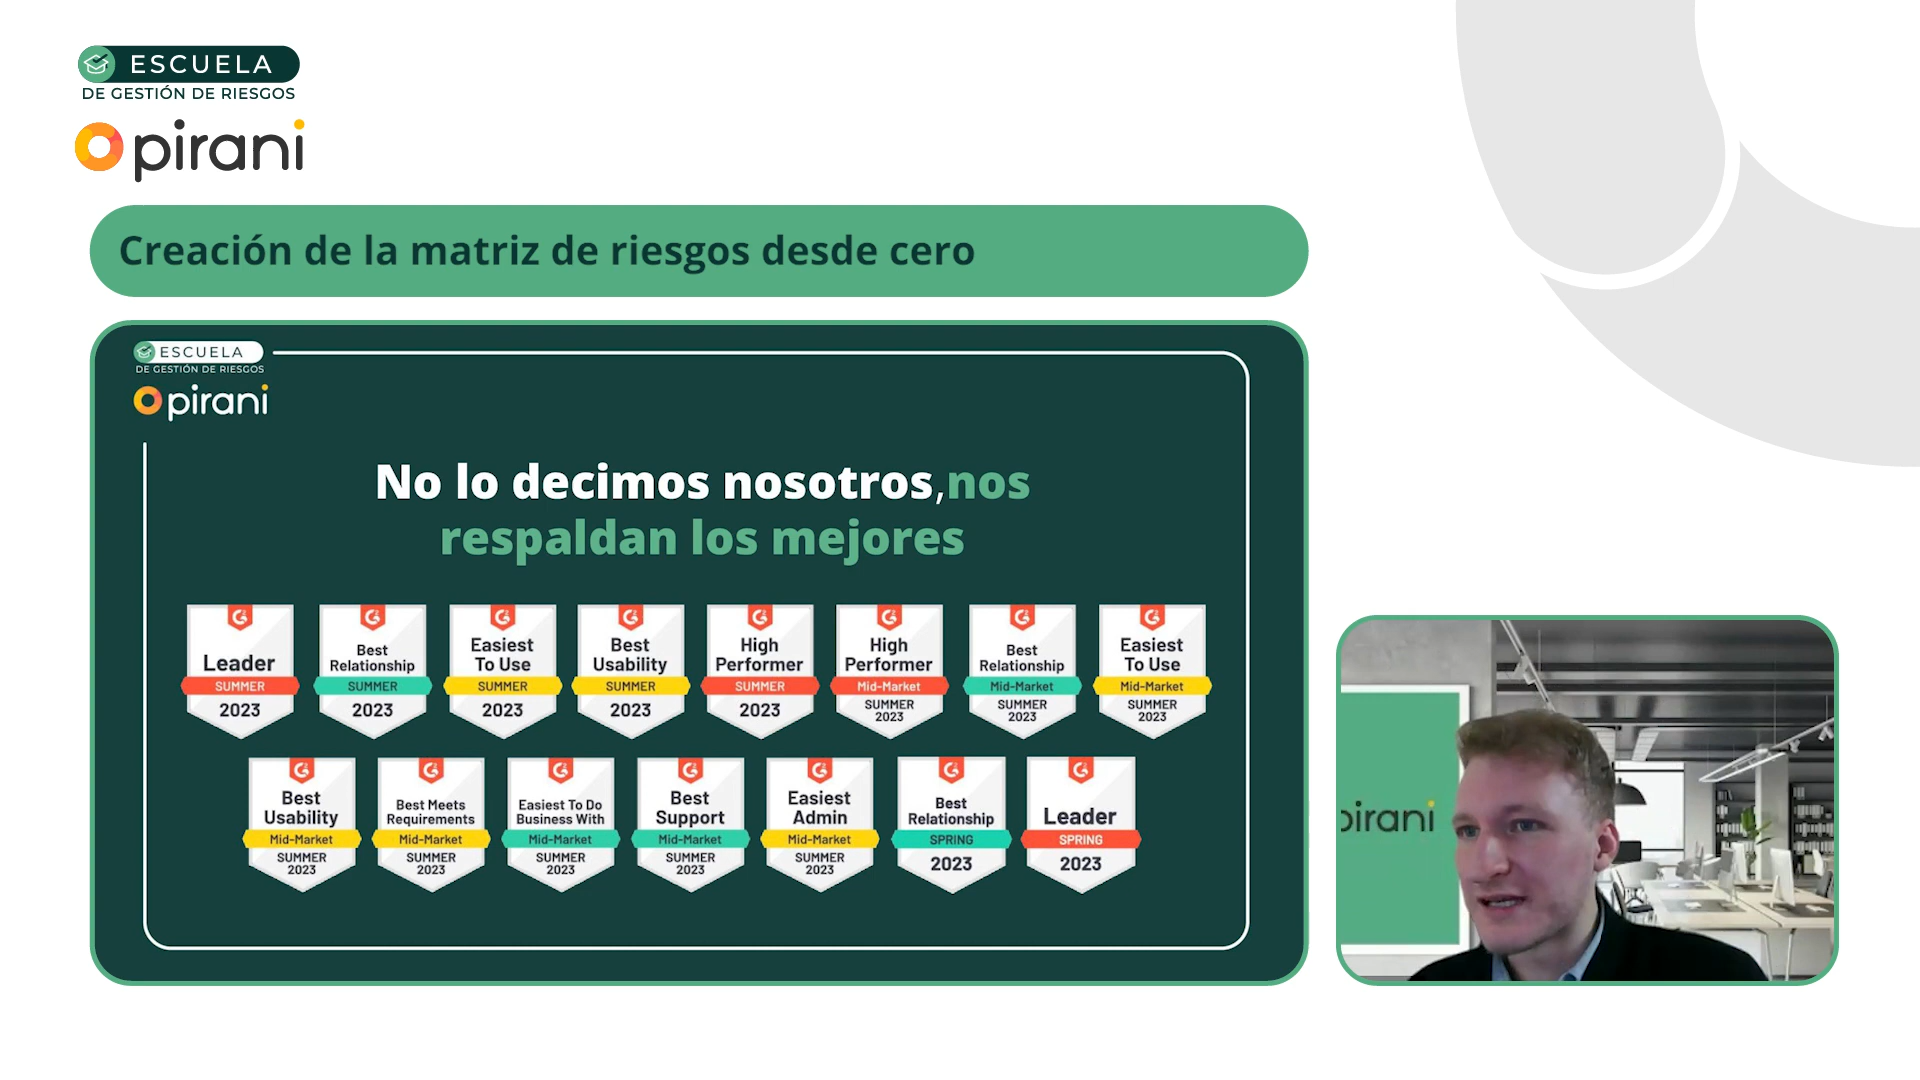 ESCUELA
DE GESTIÓN DE RIESGOS
pirani
Creación de la matriz de riesgos desde cero
ESCUELA
DE GESTIÓN DE RIESGOS
pirani
No lo decimos nosotros,nos
respaldan los mejores
Leader
SUMMER
2023
Best
Relationship
SUMMER
2023
Easiest
To Use
SUMMER
2023
Best
Usability
SUMMER
2023
High
Performer
SUMMER
2023
High
Performer
Mid-Market
SUMMER
2023
Best
Relationship
Mid-Market
SUMMER
2023
Easiest
To Use
Mid-Market
SUMMER
2023
Best
Usability
Mid-Market
SUMMER
2023
Best Meets
Requirements
Mid-Market
SUMMER
2023
Easiest To Do
Business With
Mid-Market
SUMMER
2023
Best
Support
Mid-Market
SUMMER
2023
Easiest
Admin
Mid-Market
SUMMER
2023
Best
Relationship
SPRING
2023
Leader
SPRING
2023
pirani